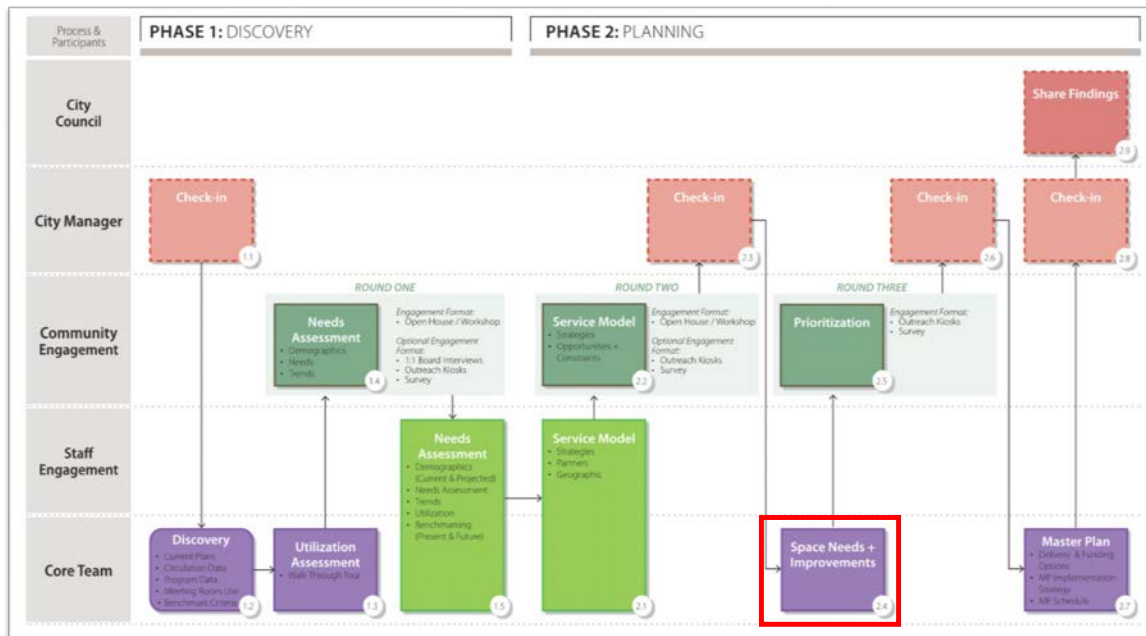 Process &
Participants
PHASE 1: DISCOVERY
PHASE 2: PLANNING
City
Council
Share Findings
2.9
City Manager
Check-in
1.1
Check-in
2.3
Check-in
2.6
Check-in
2.8
Community
Engagement
ROUND ONE
Needs
Assessment
• Demographics
• Needs
• Trends
1.4
Engagement Format:
• Open House / Workshop
Optional Engagement
Format:
• 1:1 Board Interviews
• Outreach Kiosks
• Survey
ROUND TWO
Service Model
• Strategies
• Opportunities +
Constraints
2.2
Engagement Format:
• Open House / Workshop
Optional Engagement
Format:
• Outreach Kiosks
• Survey
ROUND THREE
Prioritization
2.5
Engagement Format:
• Outreach Kiosks
• Survey
Staff
Engagement
Needs
Assessment
• Demographics
(Current & Projected)
• Needs Assessment
• Trends
• Utilization
• Benchmarking
(Present & Future)
1.5
Service Model
• Strategies
• Partners
• Geographic
2.1
Core Team
Discovery
• Current Plans
• Circulation Data
• Program Data
• Meeting Room Use
• Benchmark Criteria
1.2
Utilization
Assessment
• Walk-Through Tour
1.3
Space Needs +
Improvements
2.4
Master Plan
• Delivery & Funding
Options
• MP Implementation
Strategy
• MP Schedule
2.7